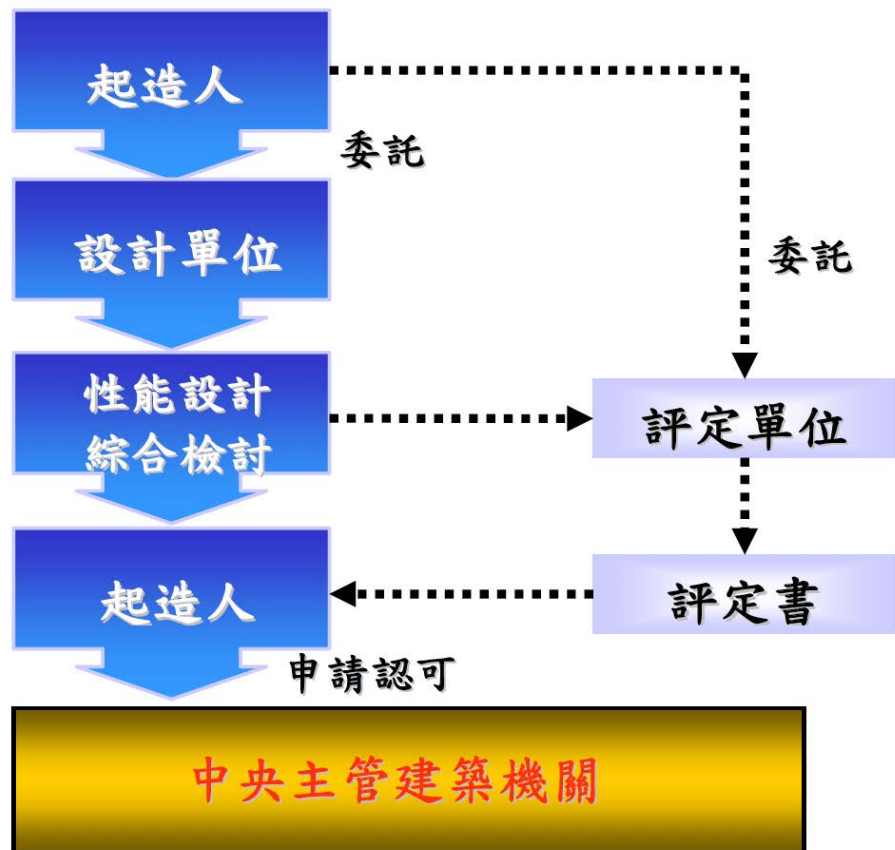 起造人
委託
設計單位
委託
性能設計
綜合檢討
評定單位
起造人
評定書
申請認可
中央主管建築機關